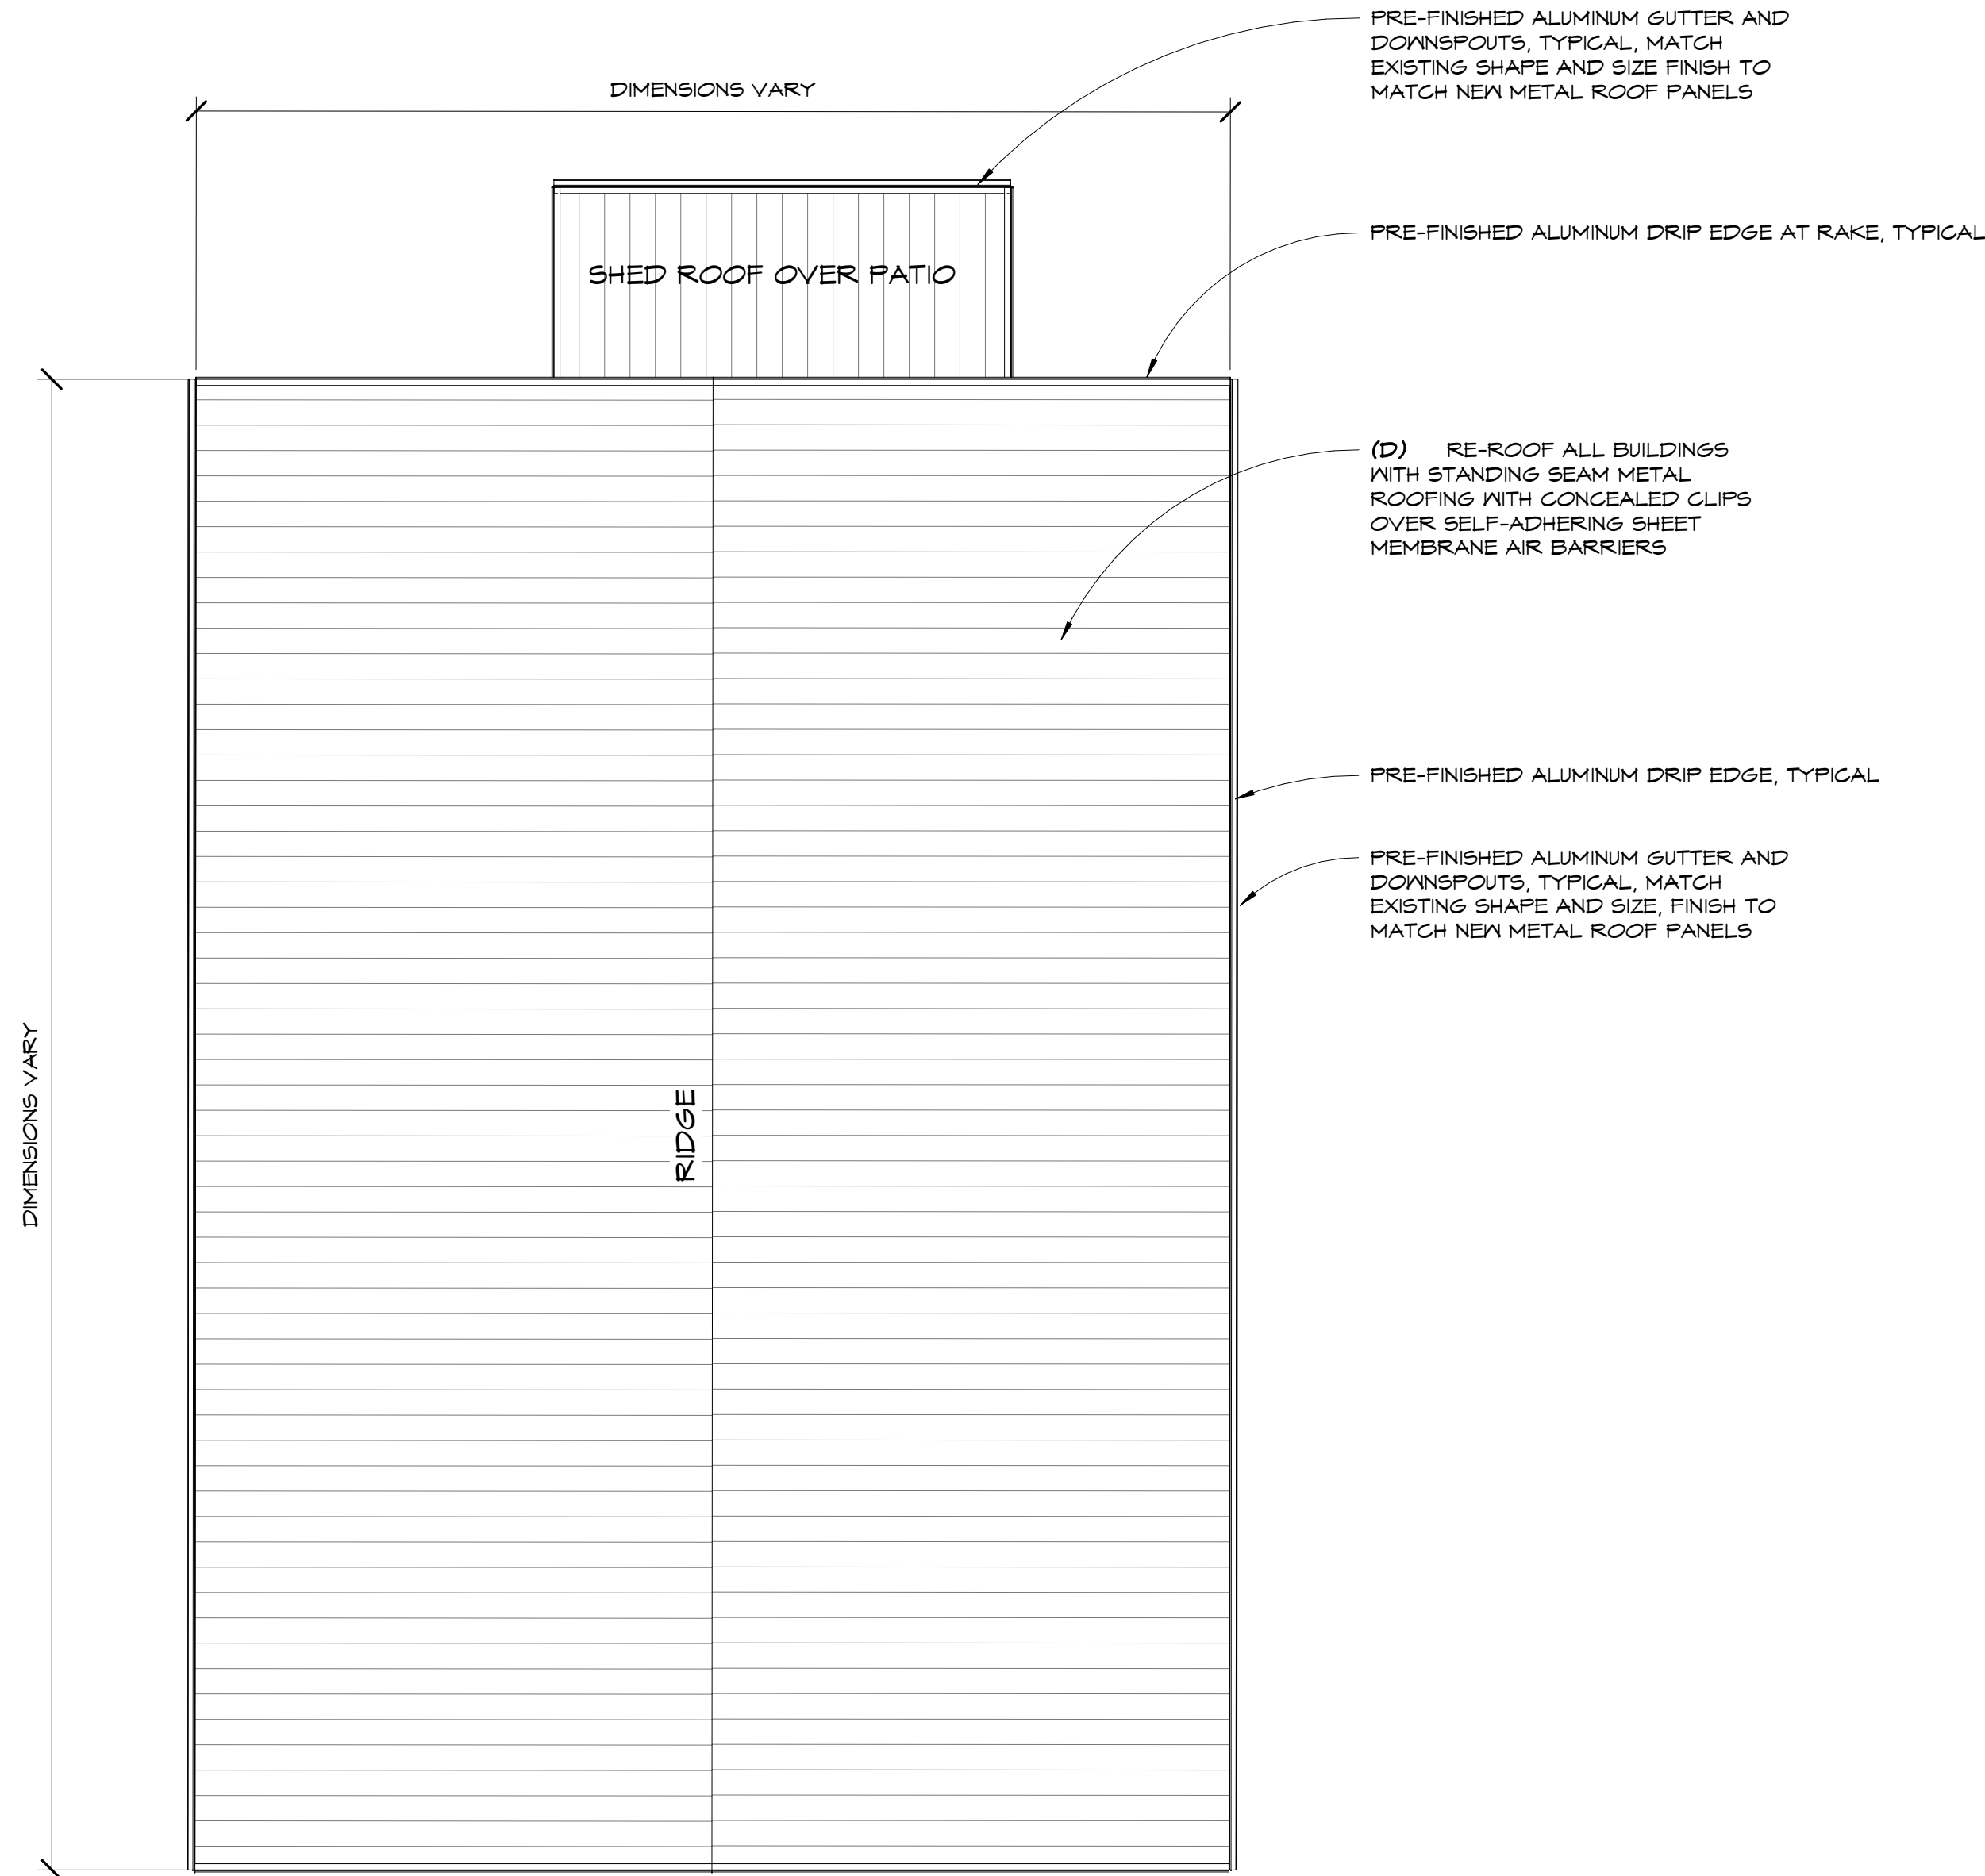 PRE-FINISHED ALUMINUM GUTTER AND
DOWNSPOUTS, TYPICAL, MATCH
EXISTING SHAPE AND SIZE FINISH TO
MATCH NEW METAL ROOF PANELS
DIMENSIONS VARY
PRE-FINISHED ALUMINUM DRIP EDGE AT RAKE, TYPICAL
SHED ROOF OVER PATIO
(D) RE-ROOF ALL BUILDINGS
WITH STANDING SEAM METAL
ROOFING WITH CONCEALED CLIPS
OVER SELF-ADHERING SHEET
MEMBRANE AIR BARRIERS
PRE-FINISHED ALUMINUM DRIP EDGE, TYPICAL
PRE-FINISHED ALUMINUM GUTTER AND
DOWNSPOUTS, TYPICAL, MATCH
EXISTING SHAPE AND SIZE, FINISH TO
MATCH NEW METAL ROOF PANELS
DIMENSIONS VARY
RIDGE